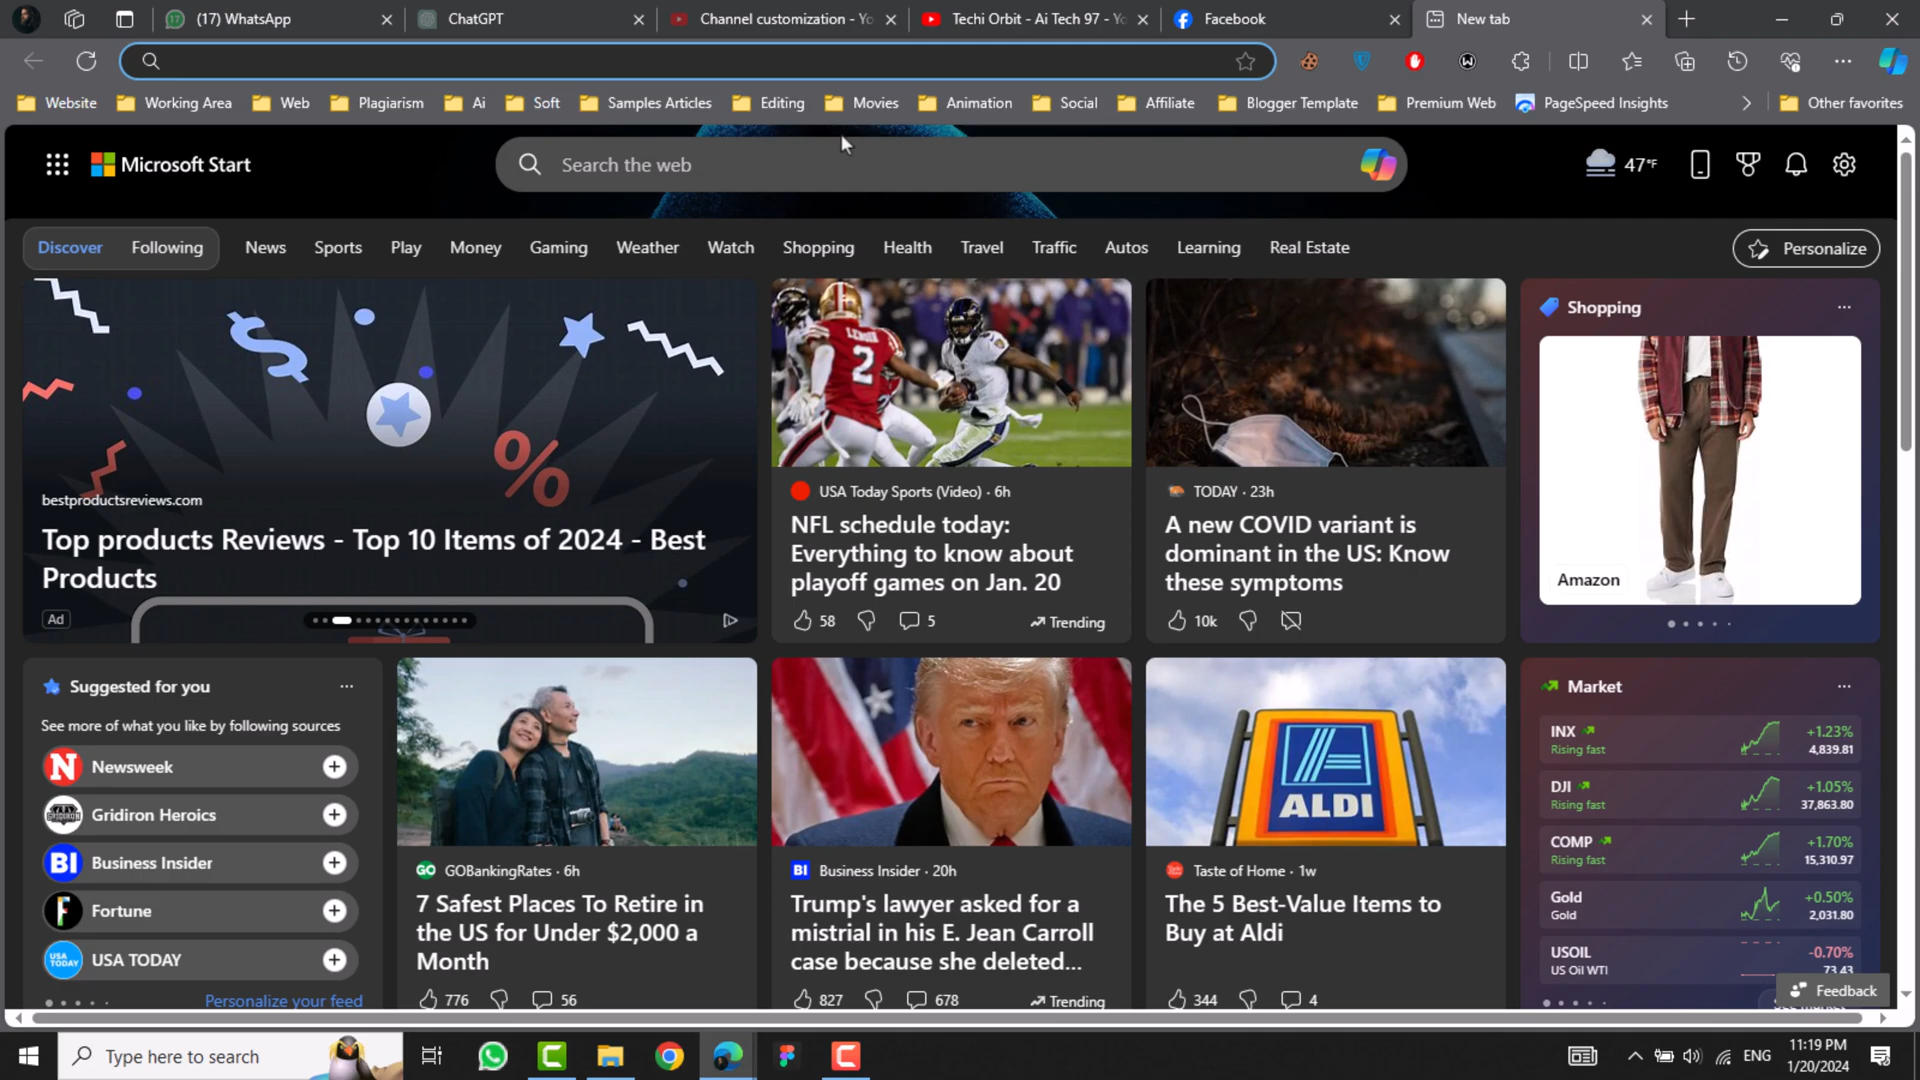 (17) WhatsApp
ChatGPT
Channel customization - Yo
Techi Orbit - Ai Tech 97 - Yo
Facebook
New tab
Website
Working Area
Web
Plagiarism
Ai
Soft
Samples Articles
Editing
Movies
Animation
Social
Affiliate
Blogger Template
Premium Web
PageSpeed Insights
Other favorites
Microsoft Start
Search the web
47°F
Discover
Following
News
Sports
Play
Money
Gaming
Weather
Watch
Shopping
Health
Travel
Traffic
Autos
Learning
Real Estate
Personalize
bestproductsreviews.com
Top products Reviews - Top 10 Items of 2024 - Best
Products
Ad
USA Today Sports (Video) · 6h
NFL schedule today:
Everything to know about
playoff games on Jan. 20
58
5
Trending
TODAY · 23h
A new COVID variant is
dominant in the US: Know
these symptoms
10k
Shopping
Amazon
Suggested for you
See more of what you like by following sources
Newsweek
Gridiron Heroics
Business Insider
Fortune
USA TODAY
Personalize your feed
GOBankingRates · 6h
7 Safest Places To Retire in
the US for Under $2,000 a
Month
776
56
Business Insider · 20h
Trump's lawyer asked for a
mistrial in his E. Jean Carroll
case because she deleted...
827
678
Trending
ALDI
Taste of Home · 1w
The 5 Best-Value Items to
Buy at Aldi
344
4
Market
INX
Rising fast
+1.23%
4,839.81
DJI
Rising fast
+1.05%
37,863.80
COMP
Rising fast
+1.70%
15,310.97
Gold
Gold
+0.50%
2,031.80
USOIL
US Oil WTI
-0.70%
73.43
Feedback
Type here to search
ENG
11:19 PM
1/20/2024